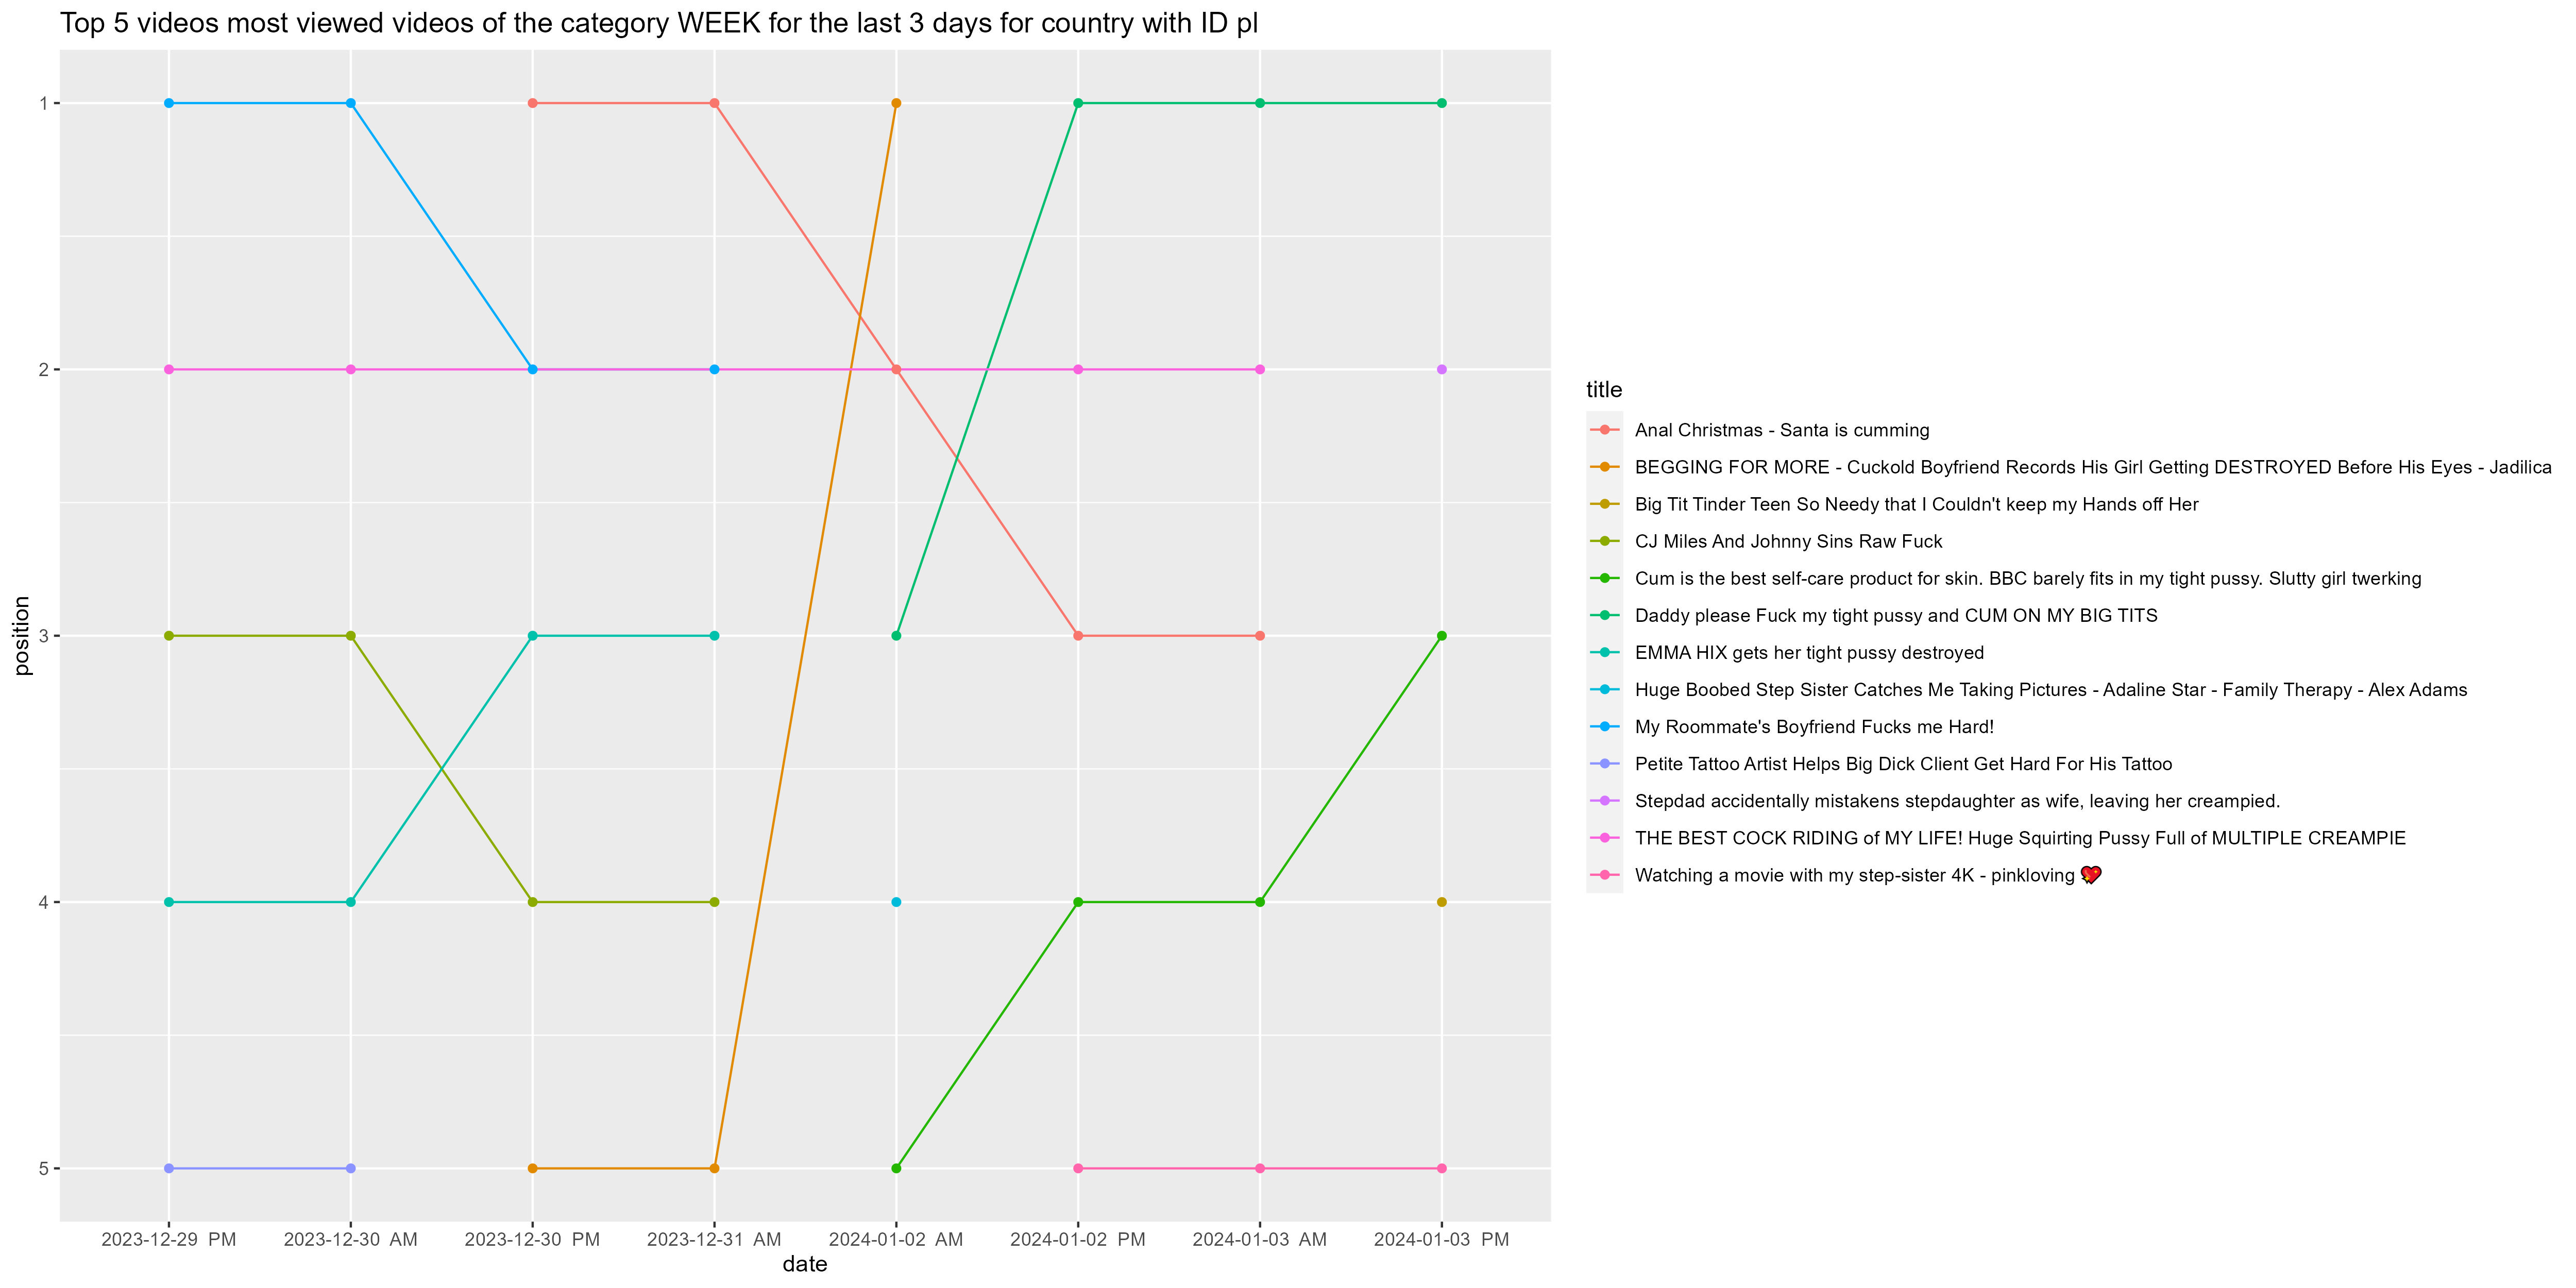 Top 5 videos most viewed videos of the category WEEK for the last 3 days for country with ID pl
position
1
2
3
4
5
2023-12-29 PM
2023-12-30 AM
2023-12-30 PM
2023-12-31 AM
2024-01-02 AM
2024-01-02 PM
2024-01-03 AM
2024-01-03 PM
date
title
Anal Christmas - Santa is cumming
BEGGING FOR MORE - Cuckold Boyfriend Records His Girl Getting DESTROYED Before His Eyes - Jadilica
Big Tit Tinder Teen So Needy that I Couldn't keep my Hands off Her
CJ Miles And Johnny Sins Raw Fuck
Cum is the best self-care product for skin. BBC barely fits in my tight pussy. Slutty girl twerking
Daddy please Fuck my tight pussy and CUM ON MY BIG TITS
EMMA HIX gets her tight pussy destroyed
Huge Boobed Step Sister Catches Me Taking Pictures - Adaline Star - Family Therapy - Alex Adams
My Roommate's Boyfriend Fucks me Hard!
Petite Tattoo Artist Helps Big Dick Client Get Hard For His Tattoo
Stepdad accidentally mistakens stepdaughter as wife, leaving her creampied.
THE BEST COCK RIDING of MY LIFE! Huge Squirting Pussy Full of MULTIPLE CREAMPIE
Watching a movie with my step-sister 4K - pinkloving 💖